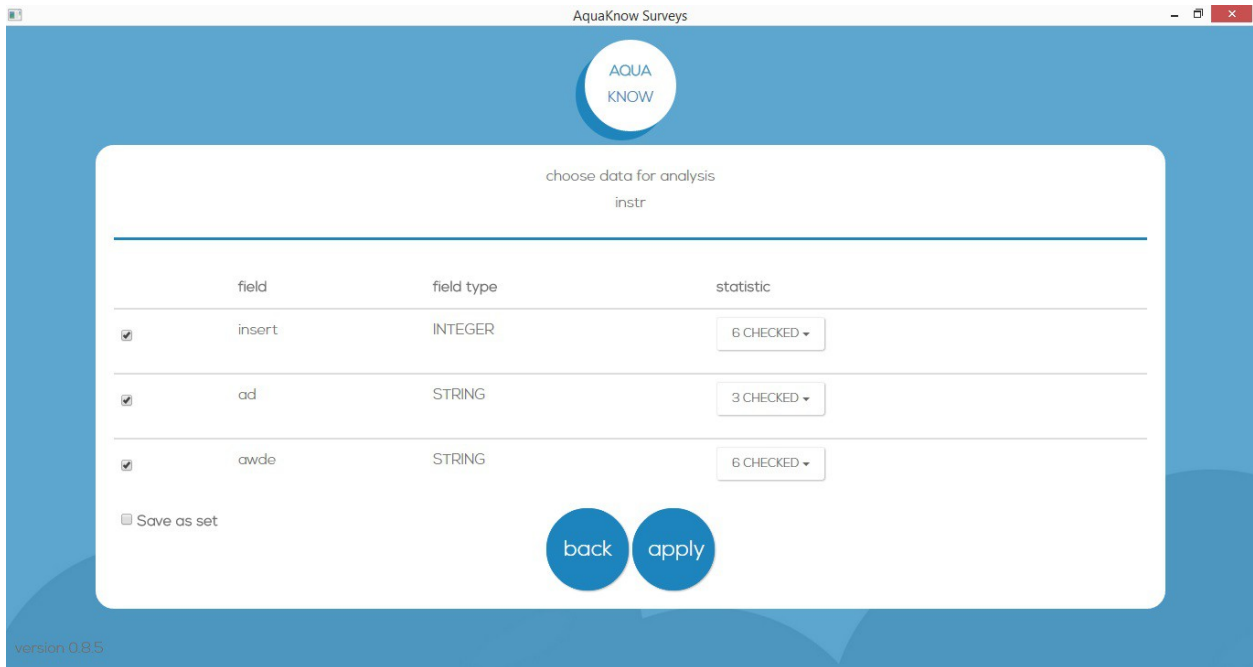 AquaKnow Surveys
AQUA
KNOW
choose data for analysis
instr
field field type statistic
insert INTEGER 6 CHECKED
ad STRING 3 CHECKED
awde STRING 6 CHECKED
Save as set
back apply
version 0.8.5